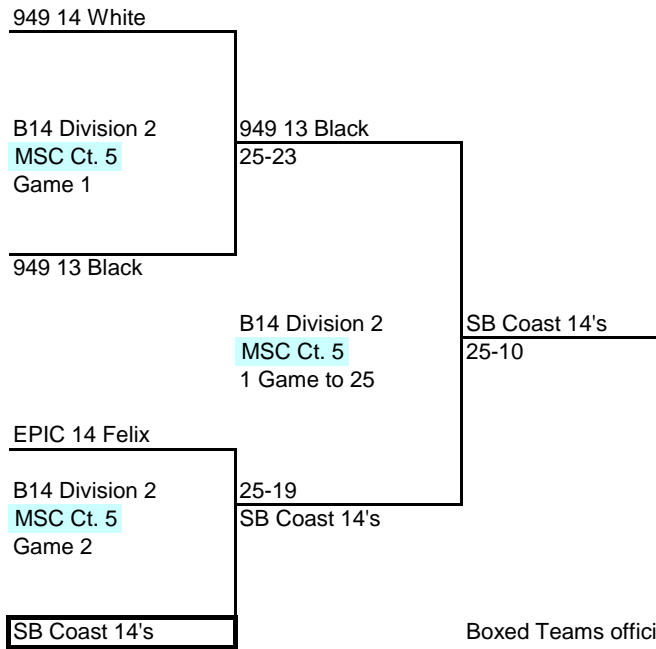 949 14 White
B14 Division 2
MSC Ct. 5
Game 1
949 13 Black
949 13 Black
25-23
B14 Division 2
MSC Ct. 5
1 Game to 25
SB Coast 14's
25-10
EPIC 14 Felix
B14 Division 2
MSC Ct. 5
Game 2
25-19
SB Coast 14's
SB Coast 14's
Boxed Teams offici